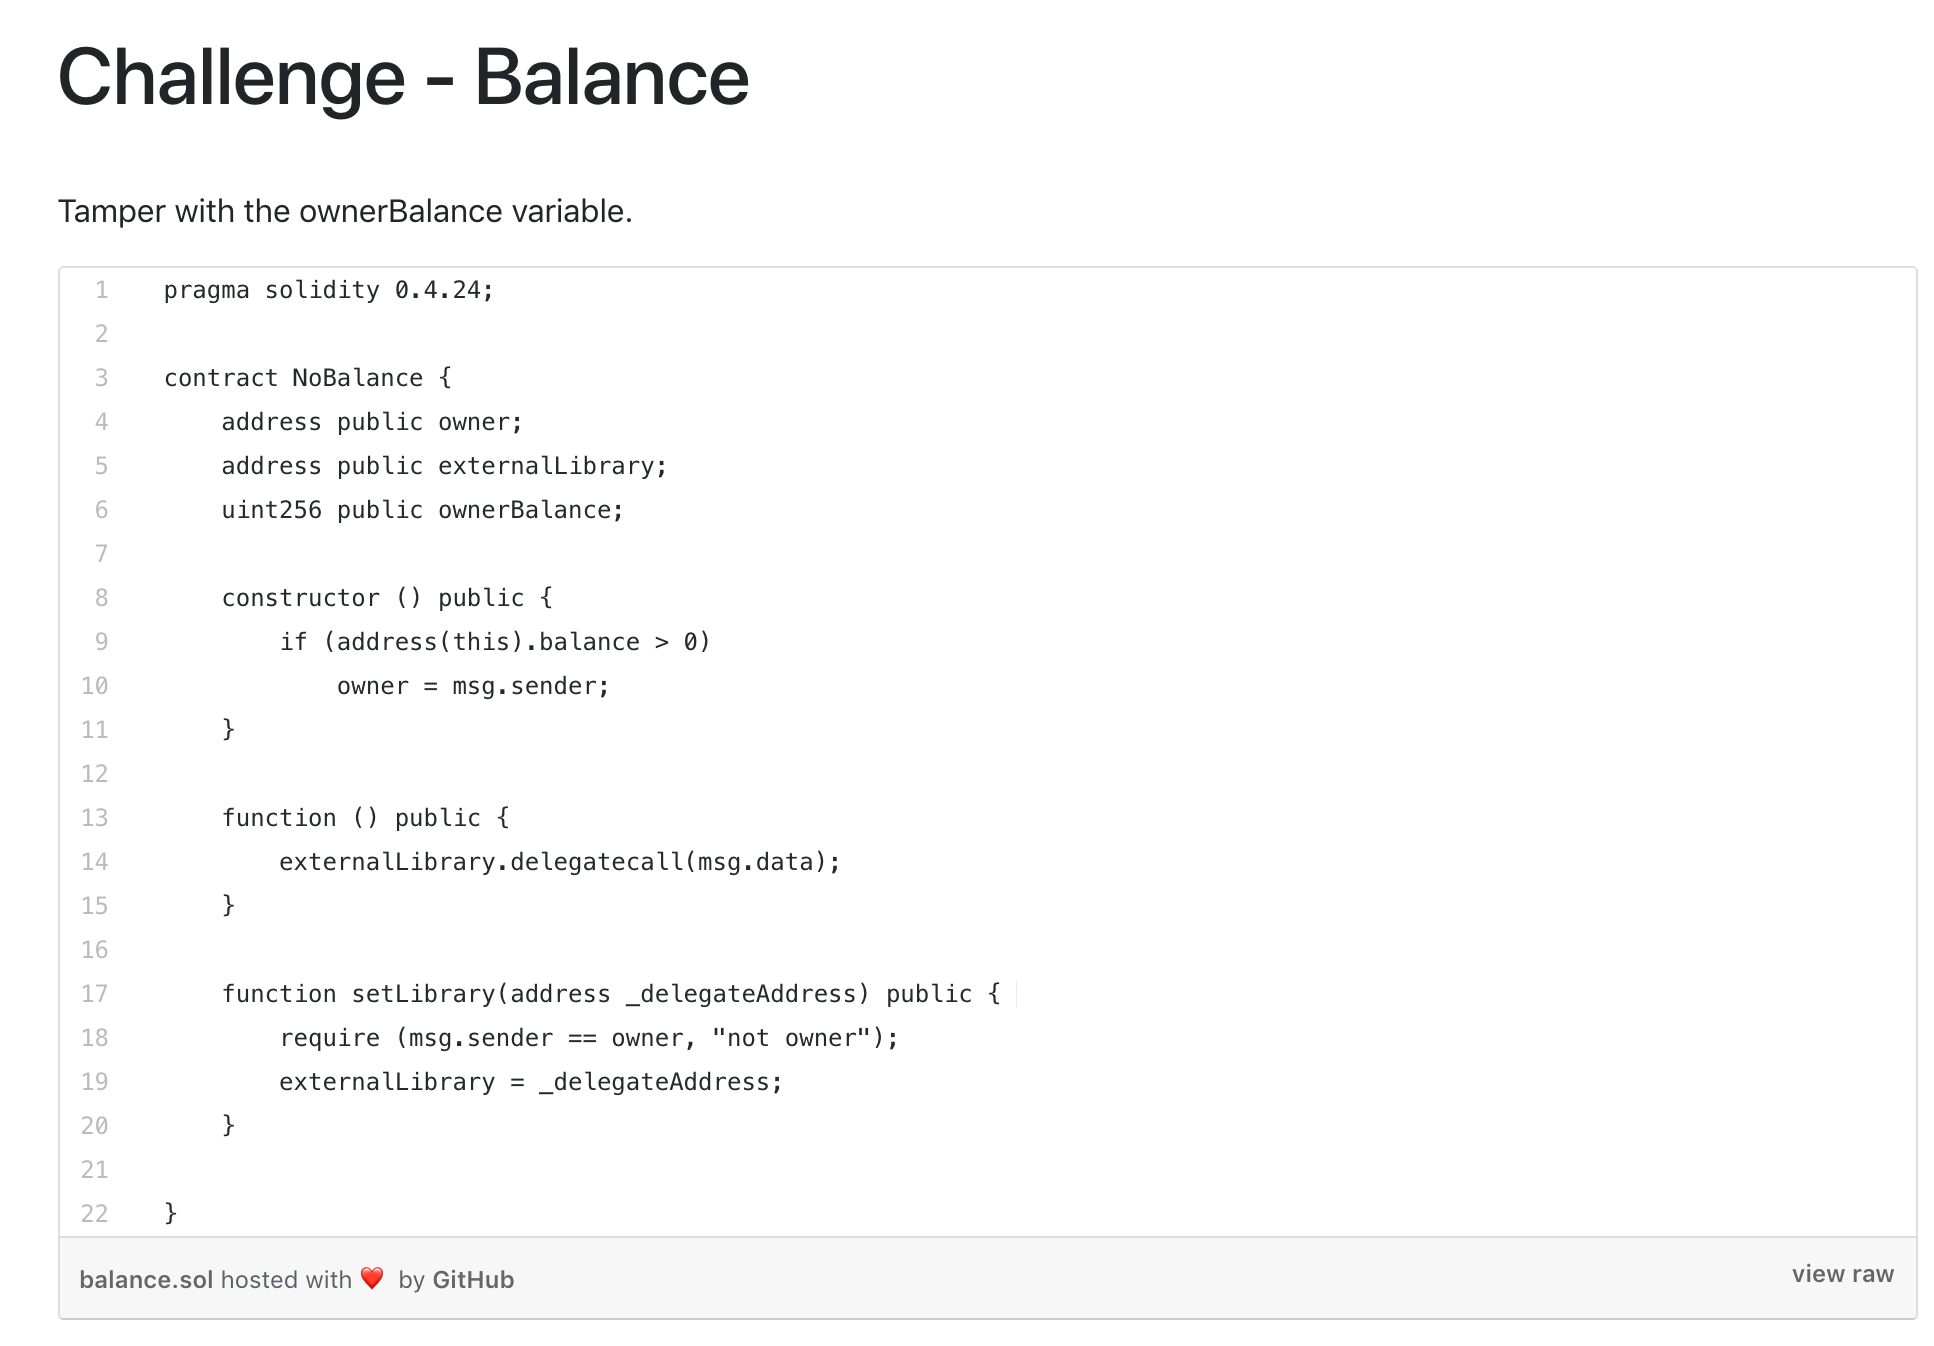 Challenge - Balance
Tamper with the ownerBalance variable.
1 pragma solidity 0.4.24;
2
3 contract NoBalance {
4     address public owner;
5     address public externalLibrary;
6     uint256 public ownerBalance;
7
8     constructor () public {
9         if (address(this).balance > 0)
10             owner = msg.sender;
11     }
12
13     function () public {
14         externalLibrary.delegatecall(msg.data);
15     }
16
17     function setLibrary(address _delegateAddress) public {
18         require (msg.sender == owner, "not owner");
19         externalLibrary = _delegateAddress;
20     }
21
22 }
balance.sol hosted with ❤️ by GitHub view raw